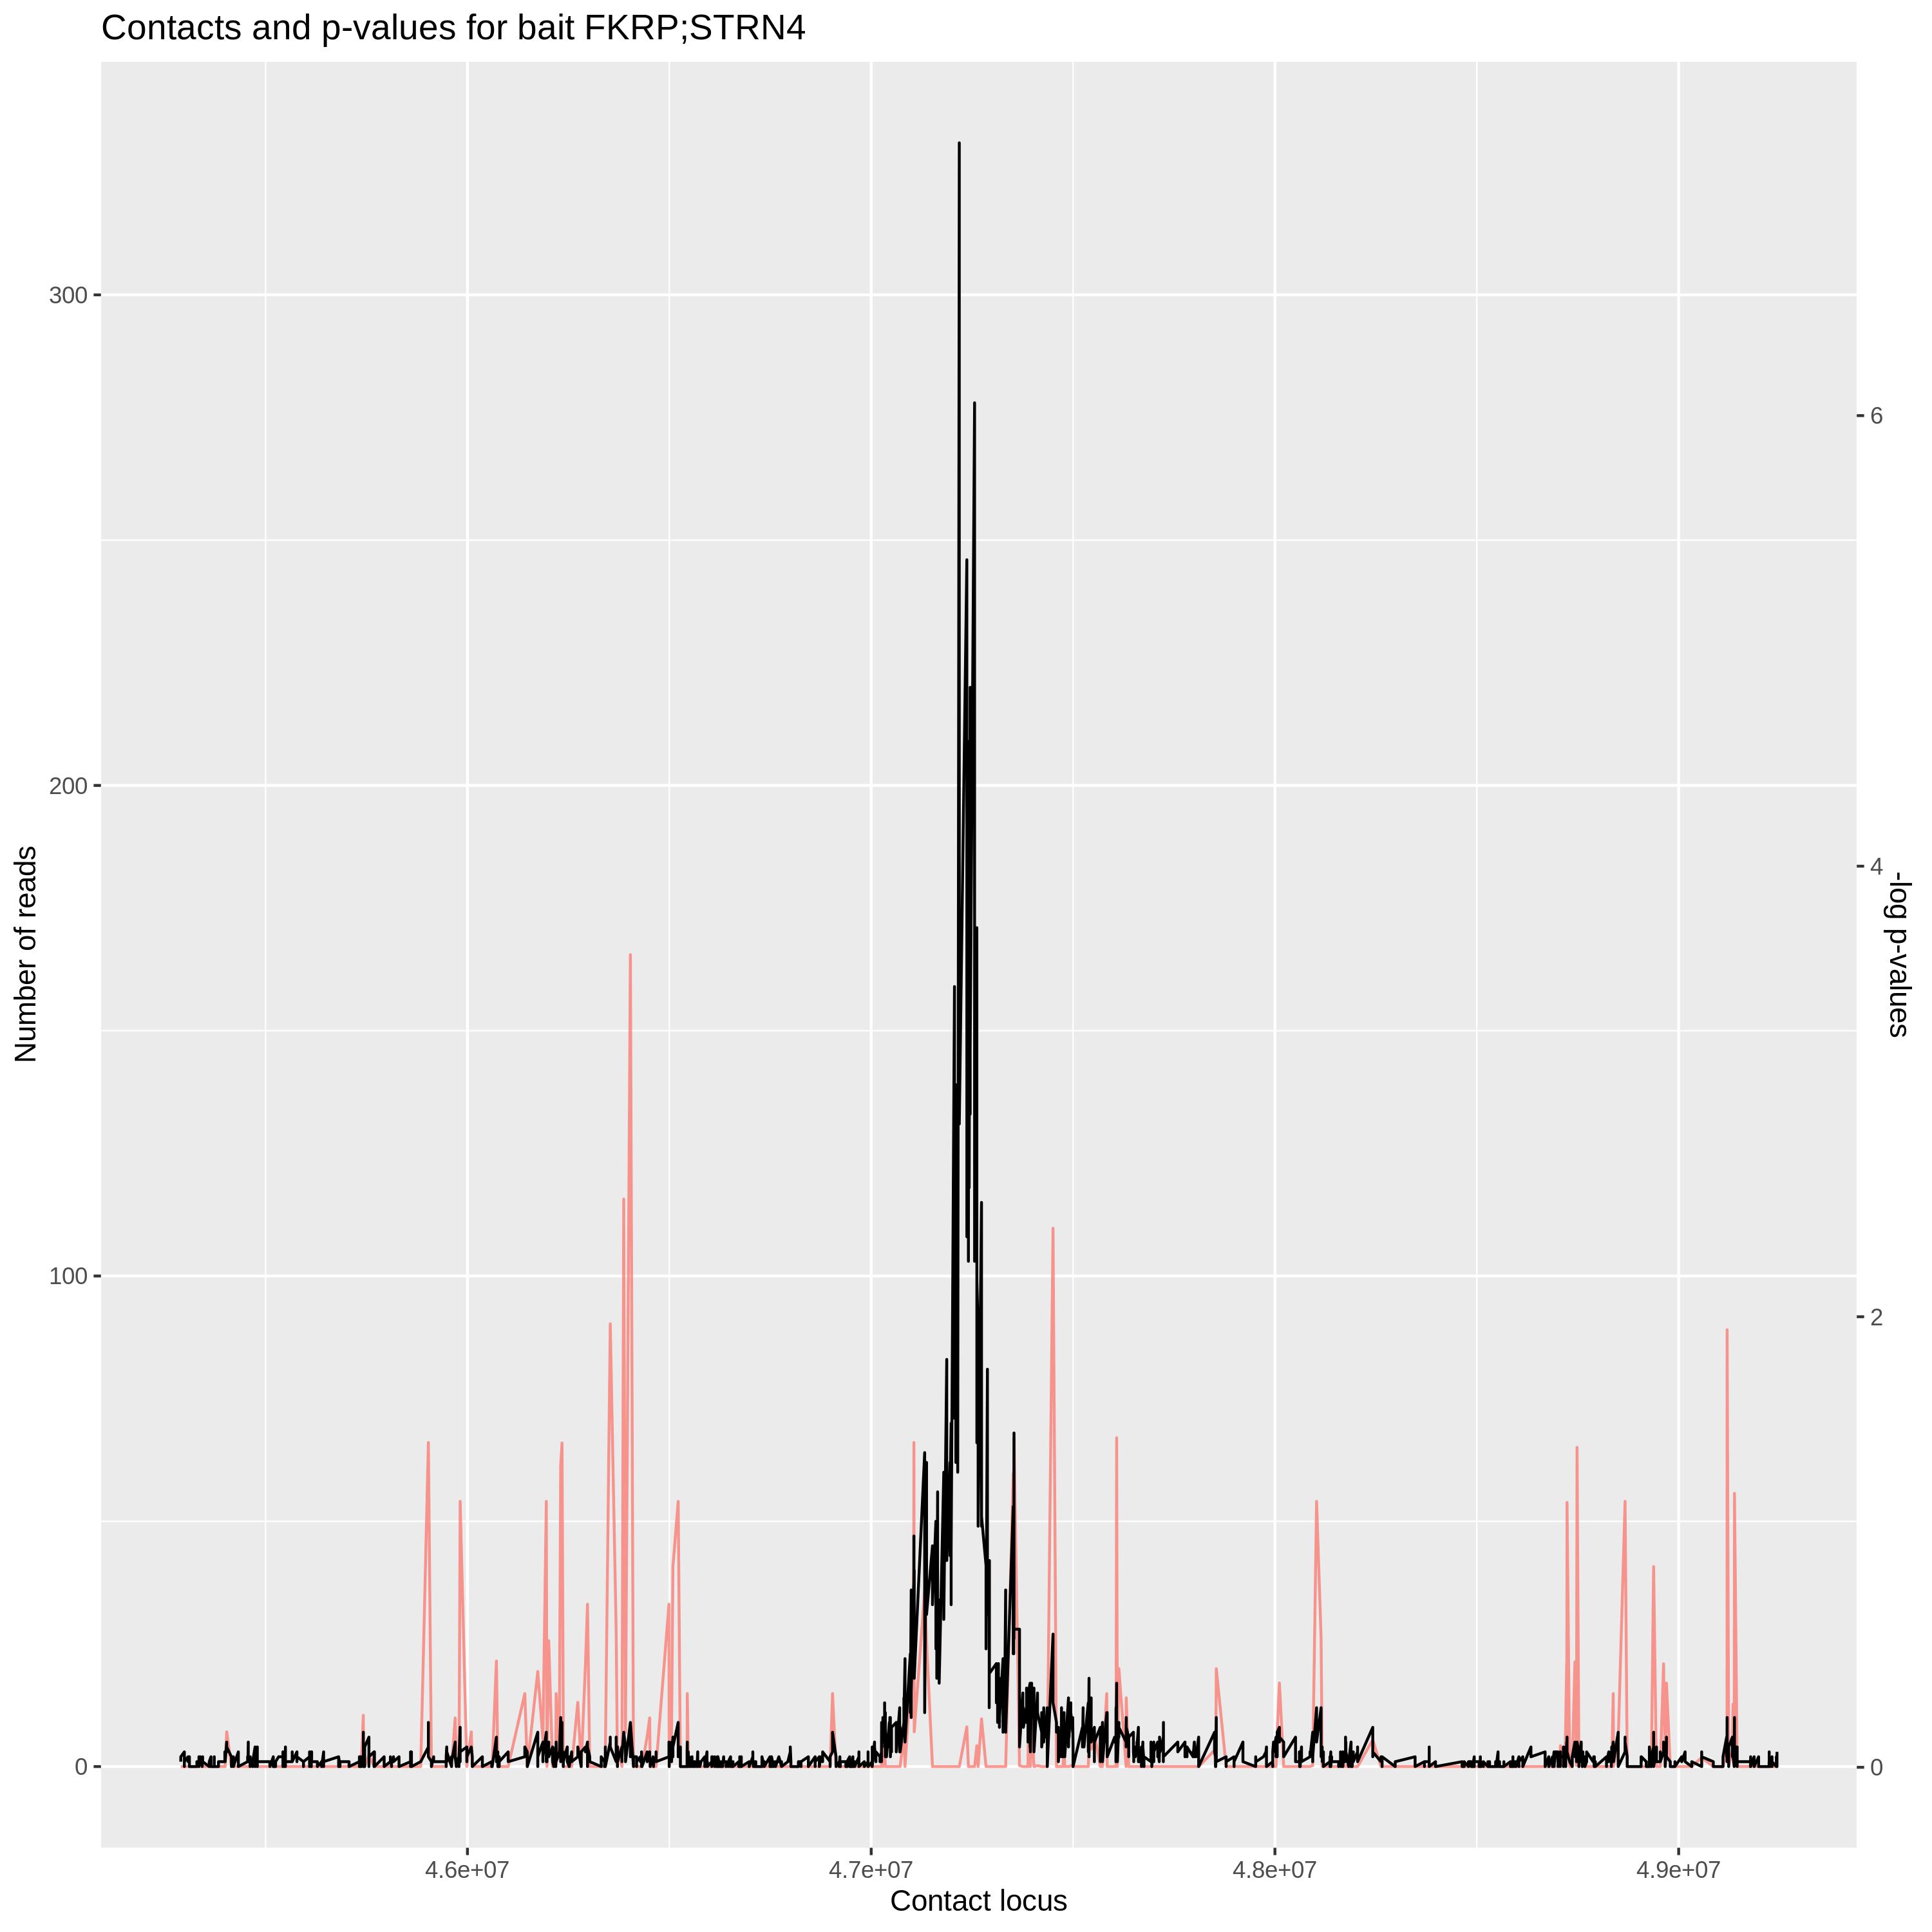 Contacts and p-values for bait FKRP;STRN4
300
200
100
0
Number of reads
6
4
2
0
-log p-values
4.6e+07
4.7e+07
4.8e+07
4.9e+07
Contact locus